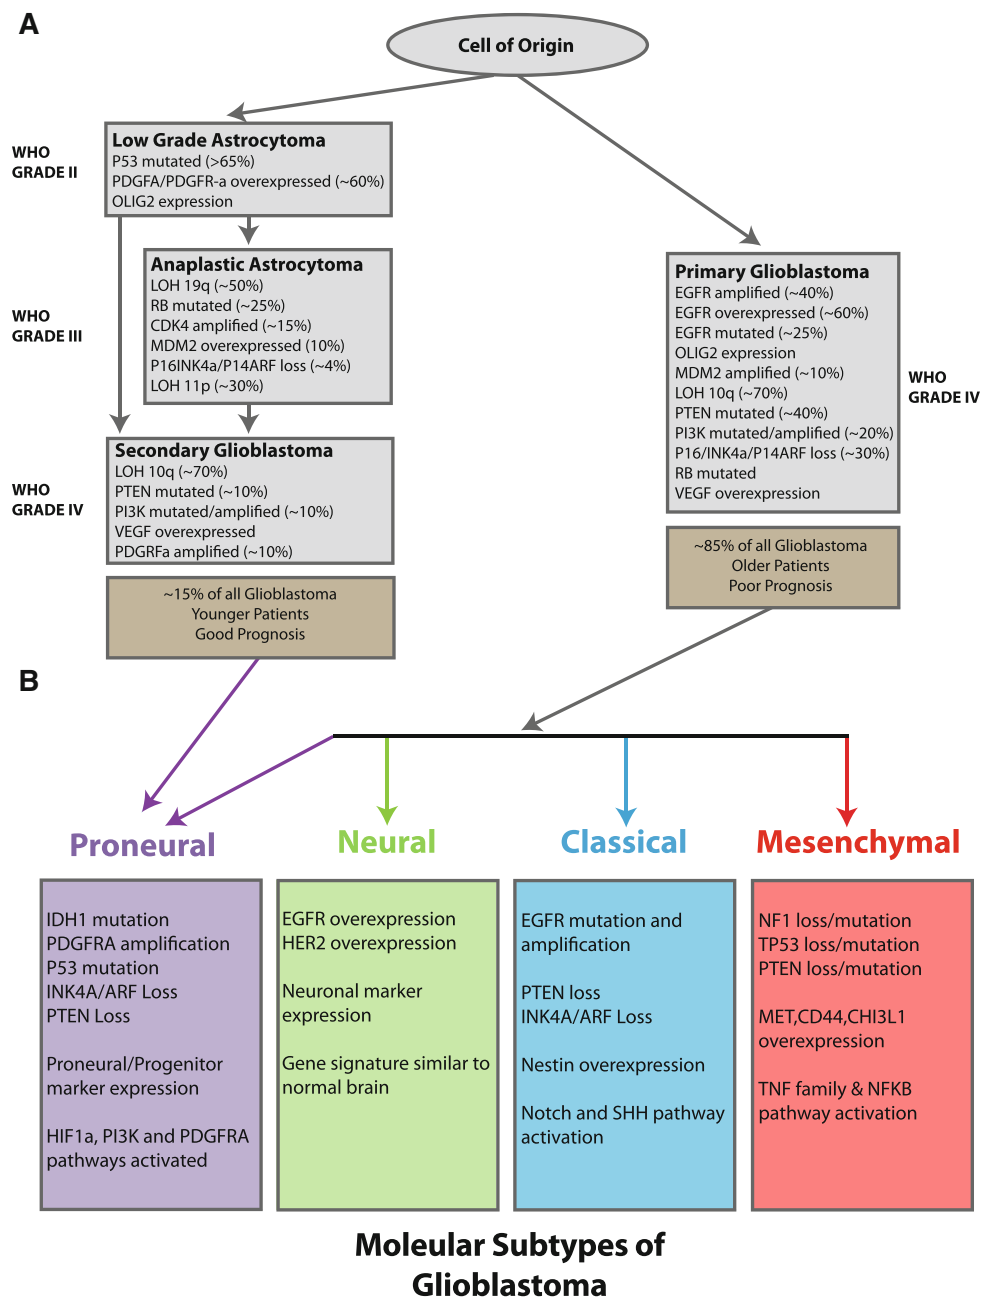 A
Cell of Origin
WHO
GRADE II
Low Grade Astrocytoma
P53 mutated (>65%)
PDGFA/PDGFR-a overexpressed (~60%)
OLIG2 expression
WHO
GRADE III
Anaplastic Astrocytoma
LOH 19q (~50%)
RB mutated (~25%)
CDK4 amplified (~15%)
MDM2 overexpressed (10%)
P16INK4a/P14ARF loss (~4%)
LOH 11p (~30%)
WHO
GRADE IV
Secondary Glioblastoma
LOH 10q (~70%)
PTEN mutated (~10%)
PI3K mutated/amplified (~10%)
VEGF overexpressed
PDGRFa amplified (~10%)
~15% of all Glioblastoma
Younger Patients
Good Prognosis
Primary Glioblastoma
EGFR amplified (~40%)
EGFR overexpressed (~60%)
EGFR mutated (~25%)
OLIG2 expression
MDM2 amplified (~10%)
LOH 10q (~70%)
PTEN mutated (~40%)
PI3K mutated/amplified (~20%)
P16/INK4a/P14ARF loss (~30%)
RB mutated
VEGF overexpression
WHO
GRADE IV
~85% of all Glioblastoma
Older Patients
Poor Prognosis
B
Proneural
IDH1 mutation
PDGFRA amplification
P53 mutation
INK4A/ARF Loss
PTEN Loss
Proneural/Progenitor
marker expression
HIF1a, PI3K and PDGFRA
pathways activated
Neural
EGFR overexpression
HER2 overexpression
Neuronal marker
expression
Gene signature similar to
normal brain
Classical
EGFR mutation and
amplification
PTEN loss
INK4A/ARF Loss
Nestin overexpression
Notch and SHH pathway
activation
Mesenchymal
NF1 loss/mutation
TP53 loss/mutation
PTEN loss/mutation
MET,CD44,CHI3L1
overexpression
TNF family & NFKB
pathway activation
Moleular Subtypes of
Glioblastoma